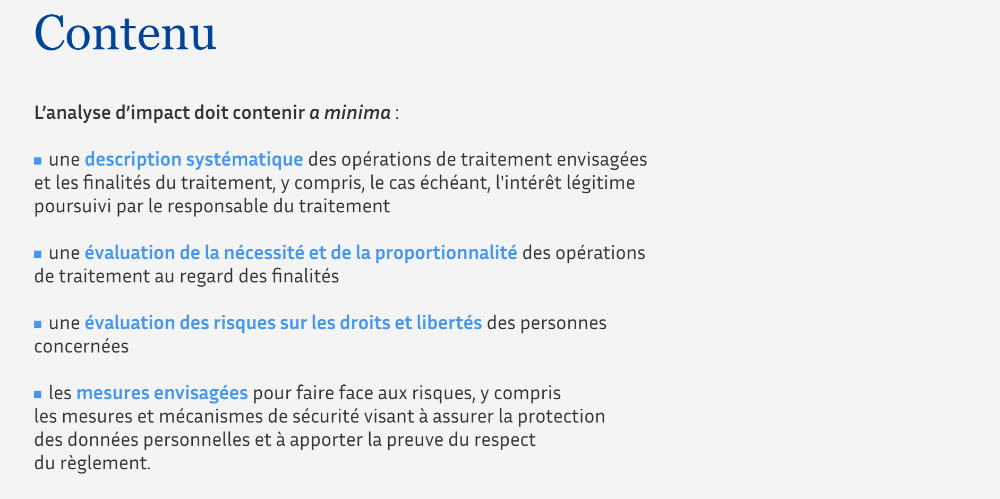 Contenu
L’analyse d’impact doit contenir a minima :
▪ une description systématique des opérations de traitement envisagées
et les finalités du traitement, y compris, le cas échéant, l'intérêt légitime
poursuivi par le responsable du traitement
▪ une évaluation de la nécessité et de la proportionnalité des opérations
de traitement au regard des finalités
▪ une évaluation des risques sur les droits et libertés des personnes
concernées
▪ les mesures envisagées pour faire face aux risques, y compris
les mesures et mécanismes de sécurité visant à assurer la protection
des données personnelles et à apporter la preuve du respect
du règlement.